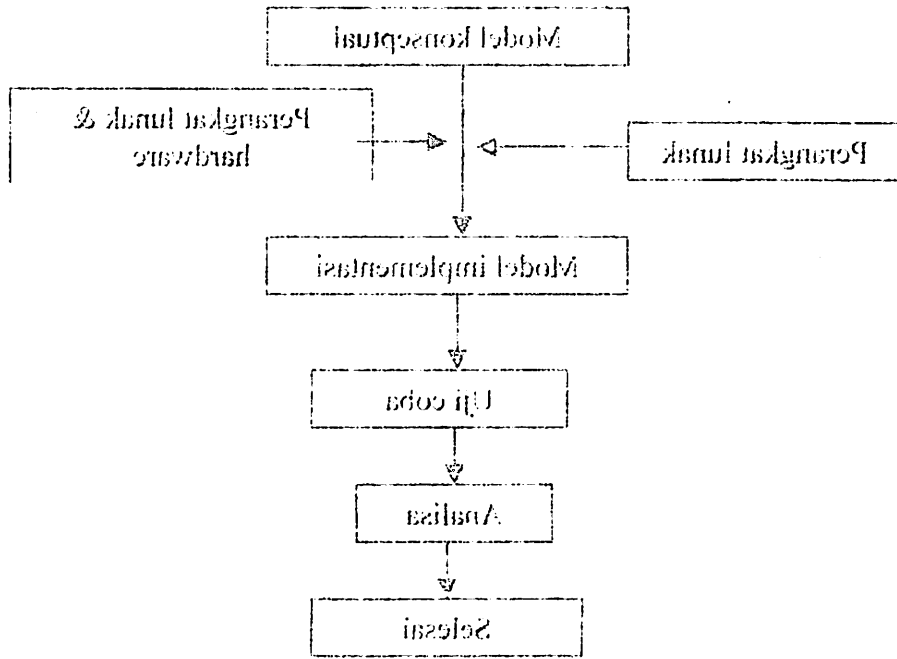 Model konseptual
Perangkat lunak
Perangkat lunak &
hardware
Model implementasi
Uji coba
Analisa
Selesai